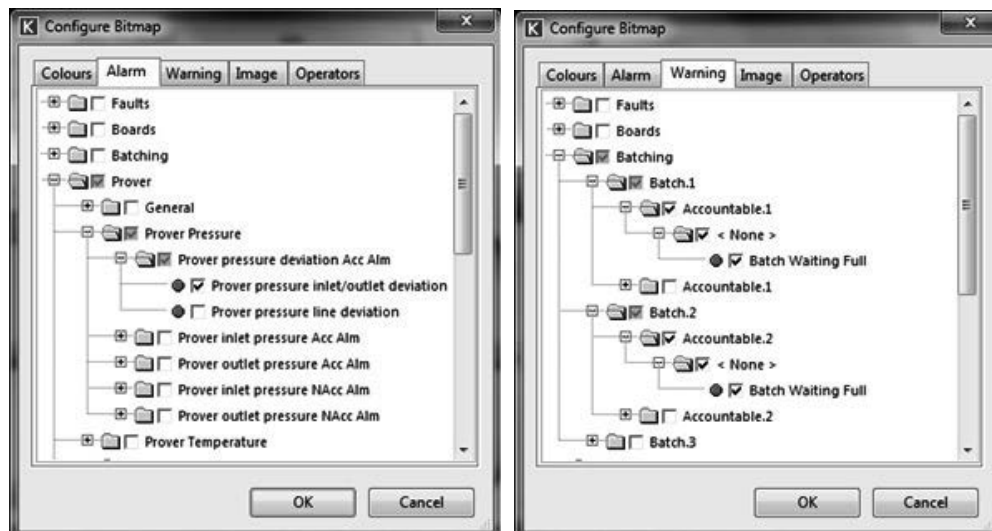 K Configure Bitmap
x
Colours Alarm Warning Image Operators
Faults
Boards
Batching
Prover
General
Prover Pressure
Prover pressure deviation Acc Alm
Prover pressure inlet/outlet deviation
Prover pressure line deviation
Prover inlet pressure Acc Alm
Prover outlet pressure Acc Alm
Prover inlet pressure NAcc Alm
Prover outlet pressure NAcc Alm
Prover Temperature
OK Cancel
K Configure Bitmap
x
Colours Alarm Warning Image Operators
Faults
Boards
Batching
Batch.1
Accountable.1
< None >
Batch Waiting Full
Accountable.1
Batch.2
Accountable.2
< None >
Batch Waiting Full
Accountable.2
Batch.3
OK Cancel